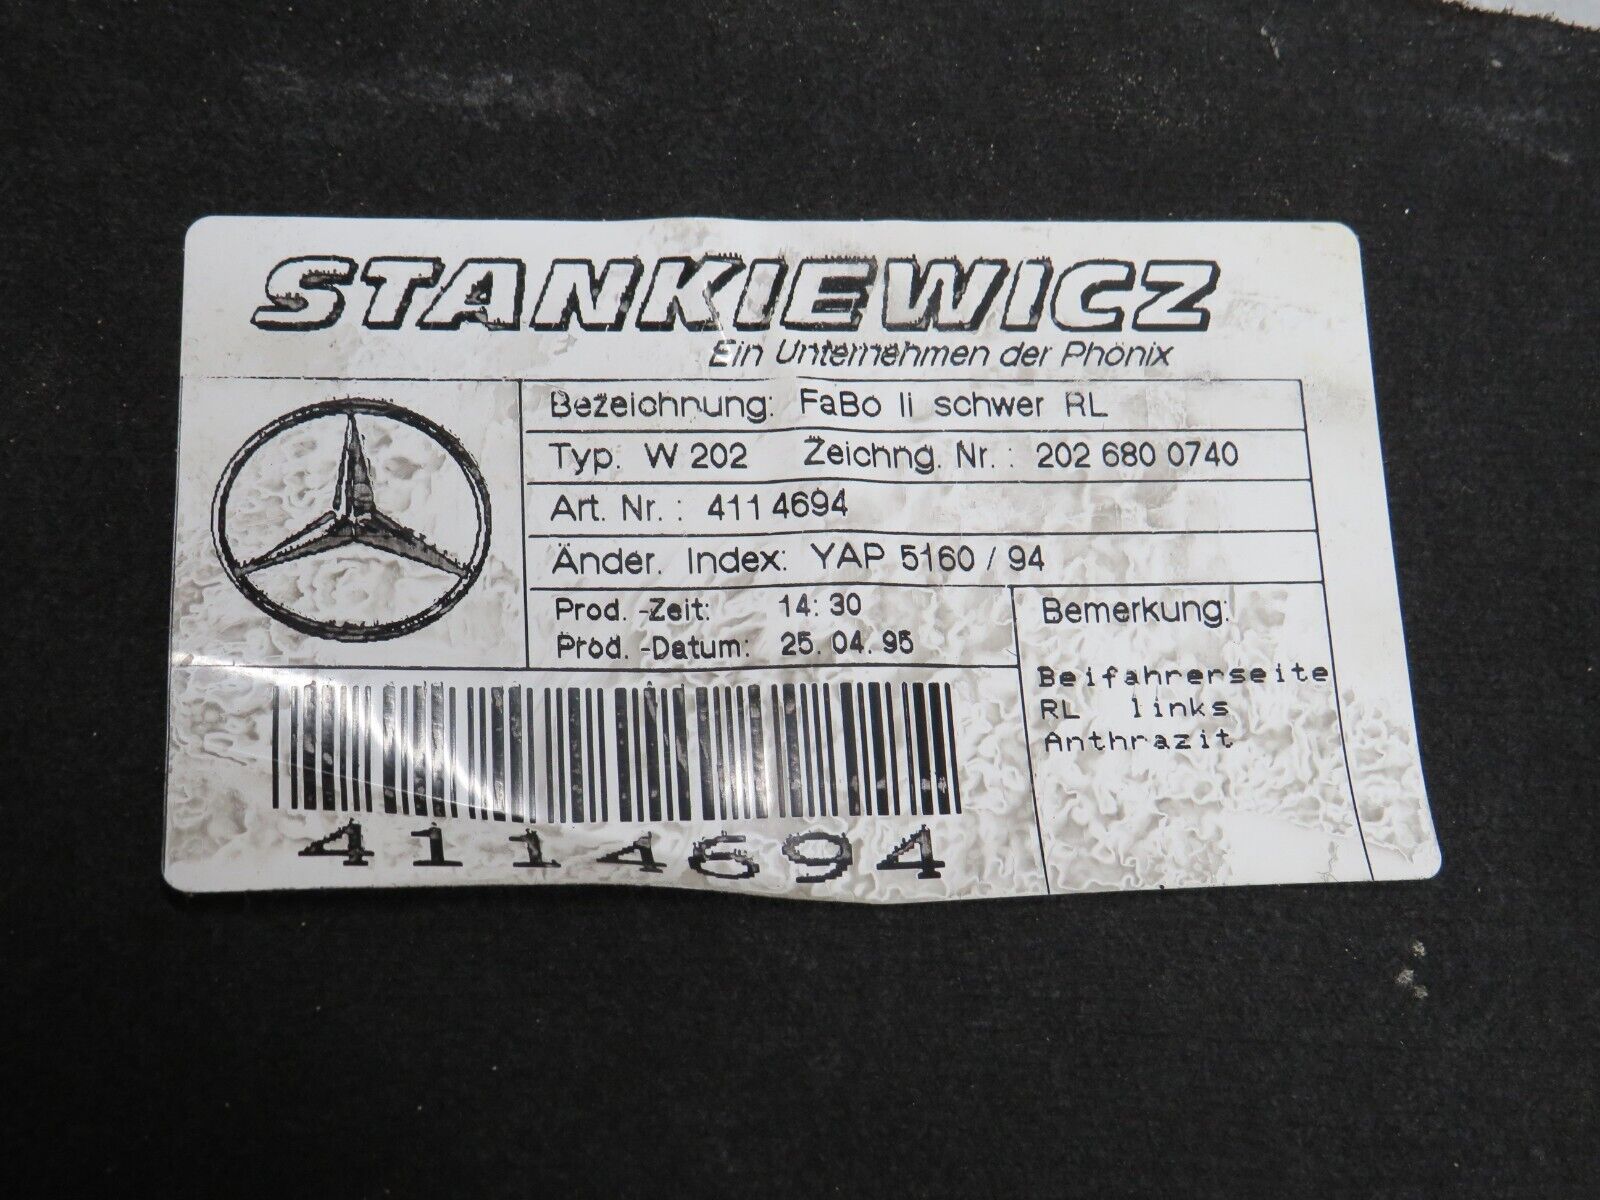 STANKIEWICZ
Ein Unternehmen der Phönix
Bezeichnung: FaBo li schwer RL
Typ. W 202 Zeichng. Nr. : 202 680 0740
Art. Nr. : 411 4694
Änder. Index: YAP 5160 / 94
Prod. -Zeit: 14: 30
Prod. -Datum: 25. 04. 95
Bemerkung:
Beifahrerseite
RL links
Anthrazit
4114694